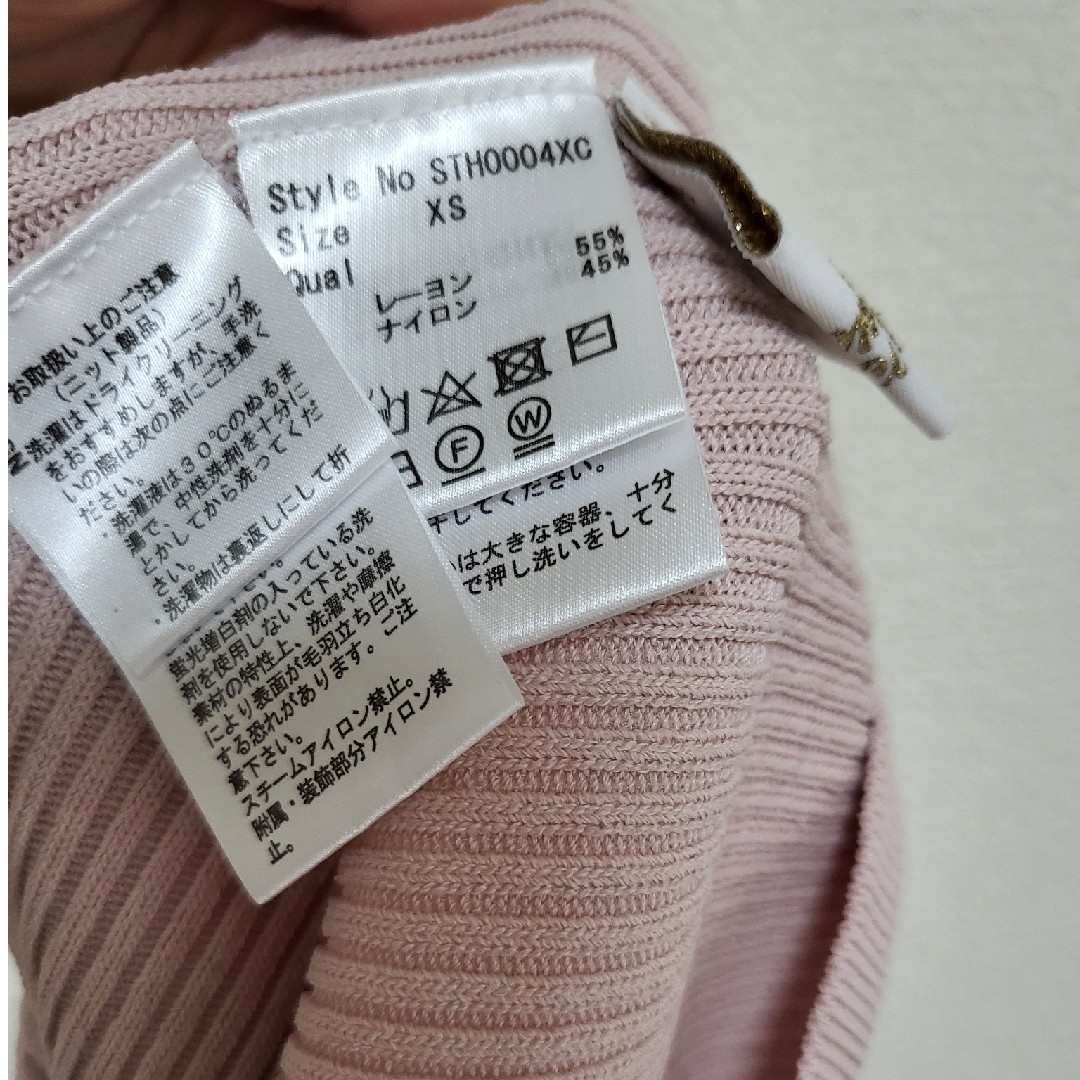 Style No STH0004XC
Size XS
Qual
レーヨン 55%
ナイロン 45%
F
W
干してください。
は大きな容器、十分
で押し洗いをしてく
お取扱い上のご注意
(ニット製品)
洗濯はドライクリーニング
をおすすめしますが、手洗
いの際は次の点にご注意く
ださい。
・洗濯液は30℃のぬるま
湯で、中性洗剤を十分に
とかしてから洗ってくだ
さい。
・洗濯物は裏返しにして折
蛍光増白剤の入っている洗
剤を使用しないで下さい。
素材の特性上、洗濯や摩擦
により表面が毛羽立ち白化
する恐れがあります。ご注
意下さい。
スチームアイロン禁止。
附属・装飾部分アイロン禁
止。